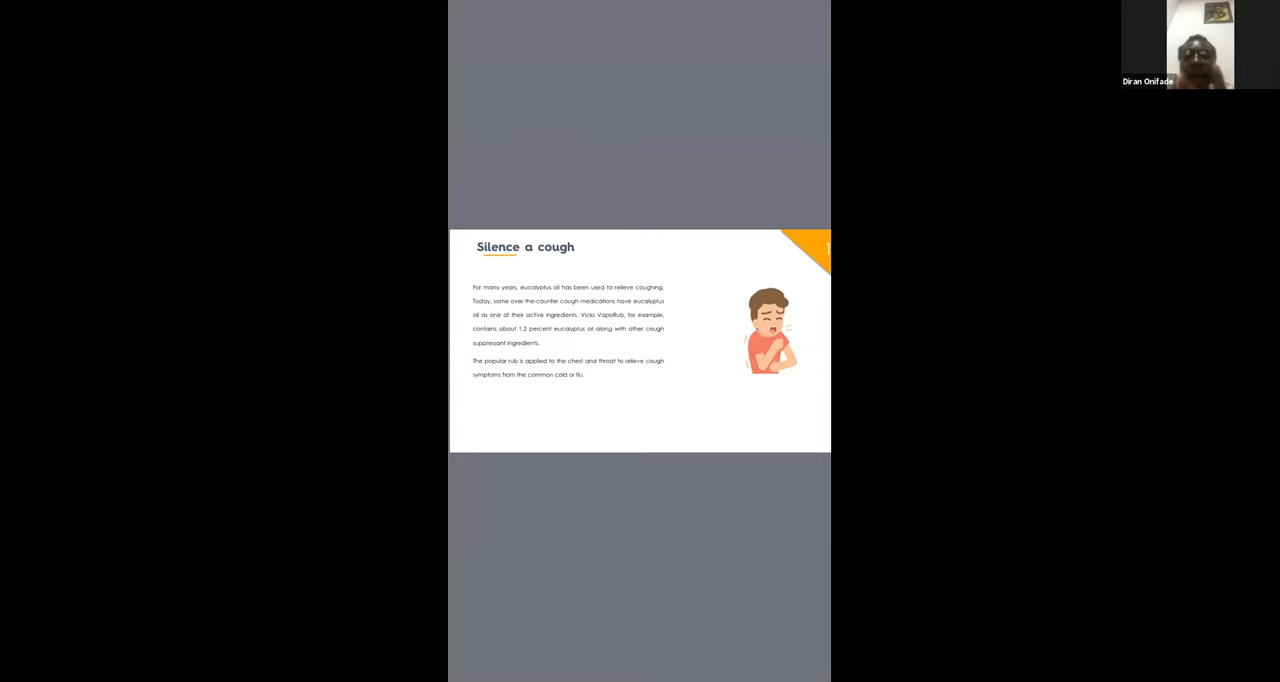 Silence a cough
1
For many years, eucalyptus oil has been used to relieve coughing.
Today, some over-the-counter cough medications have eucalyptus
oil as one of their active ingredients. Vicks VapoRub, for example,
contains about 1.2 percent eucalyptus oil along with other cough
suppressant ingredients.
The popular rub is applied to the chest and throat to relieve cough
symptoms from the common cold or flu.
Diran Onifade